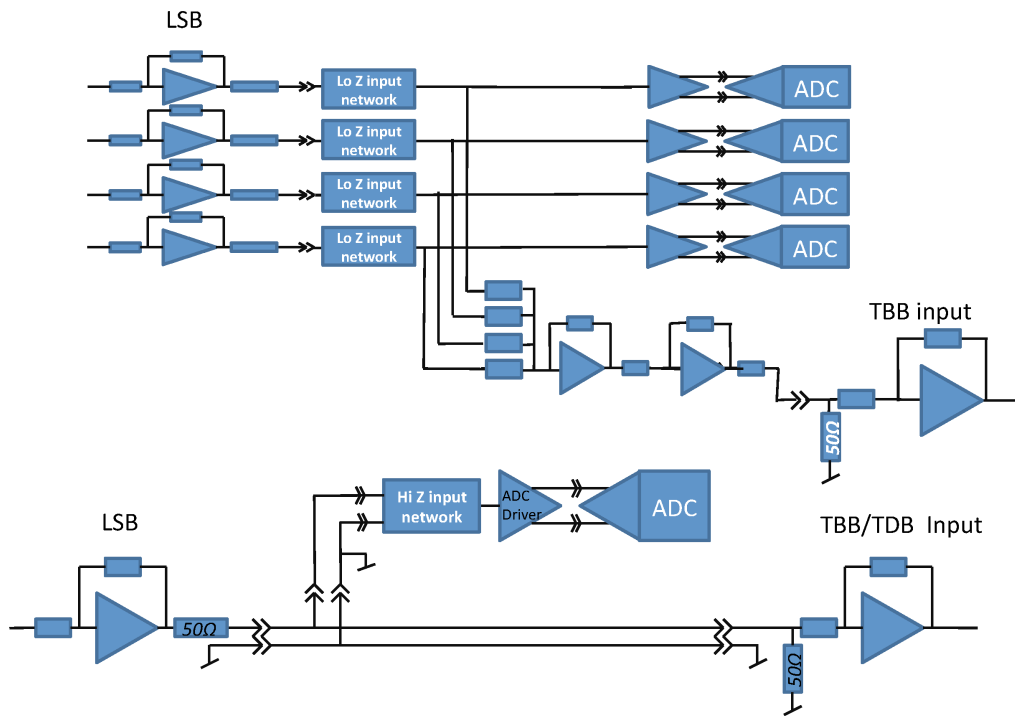 LSB
Lo Z input
network
ADC
Lo Z input
network
ADC
Lo Z input
network
ADC
Lo Z input
network
ADC
TBB input
50Ω
Hi Z input
network
ADC
Driver
ADC
LSB
TBB/TDB Input
50Ω
50Ω